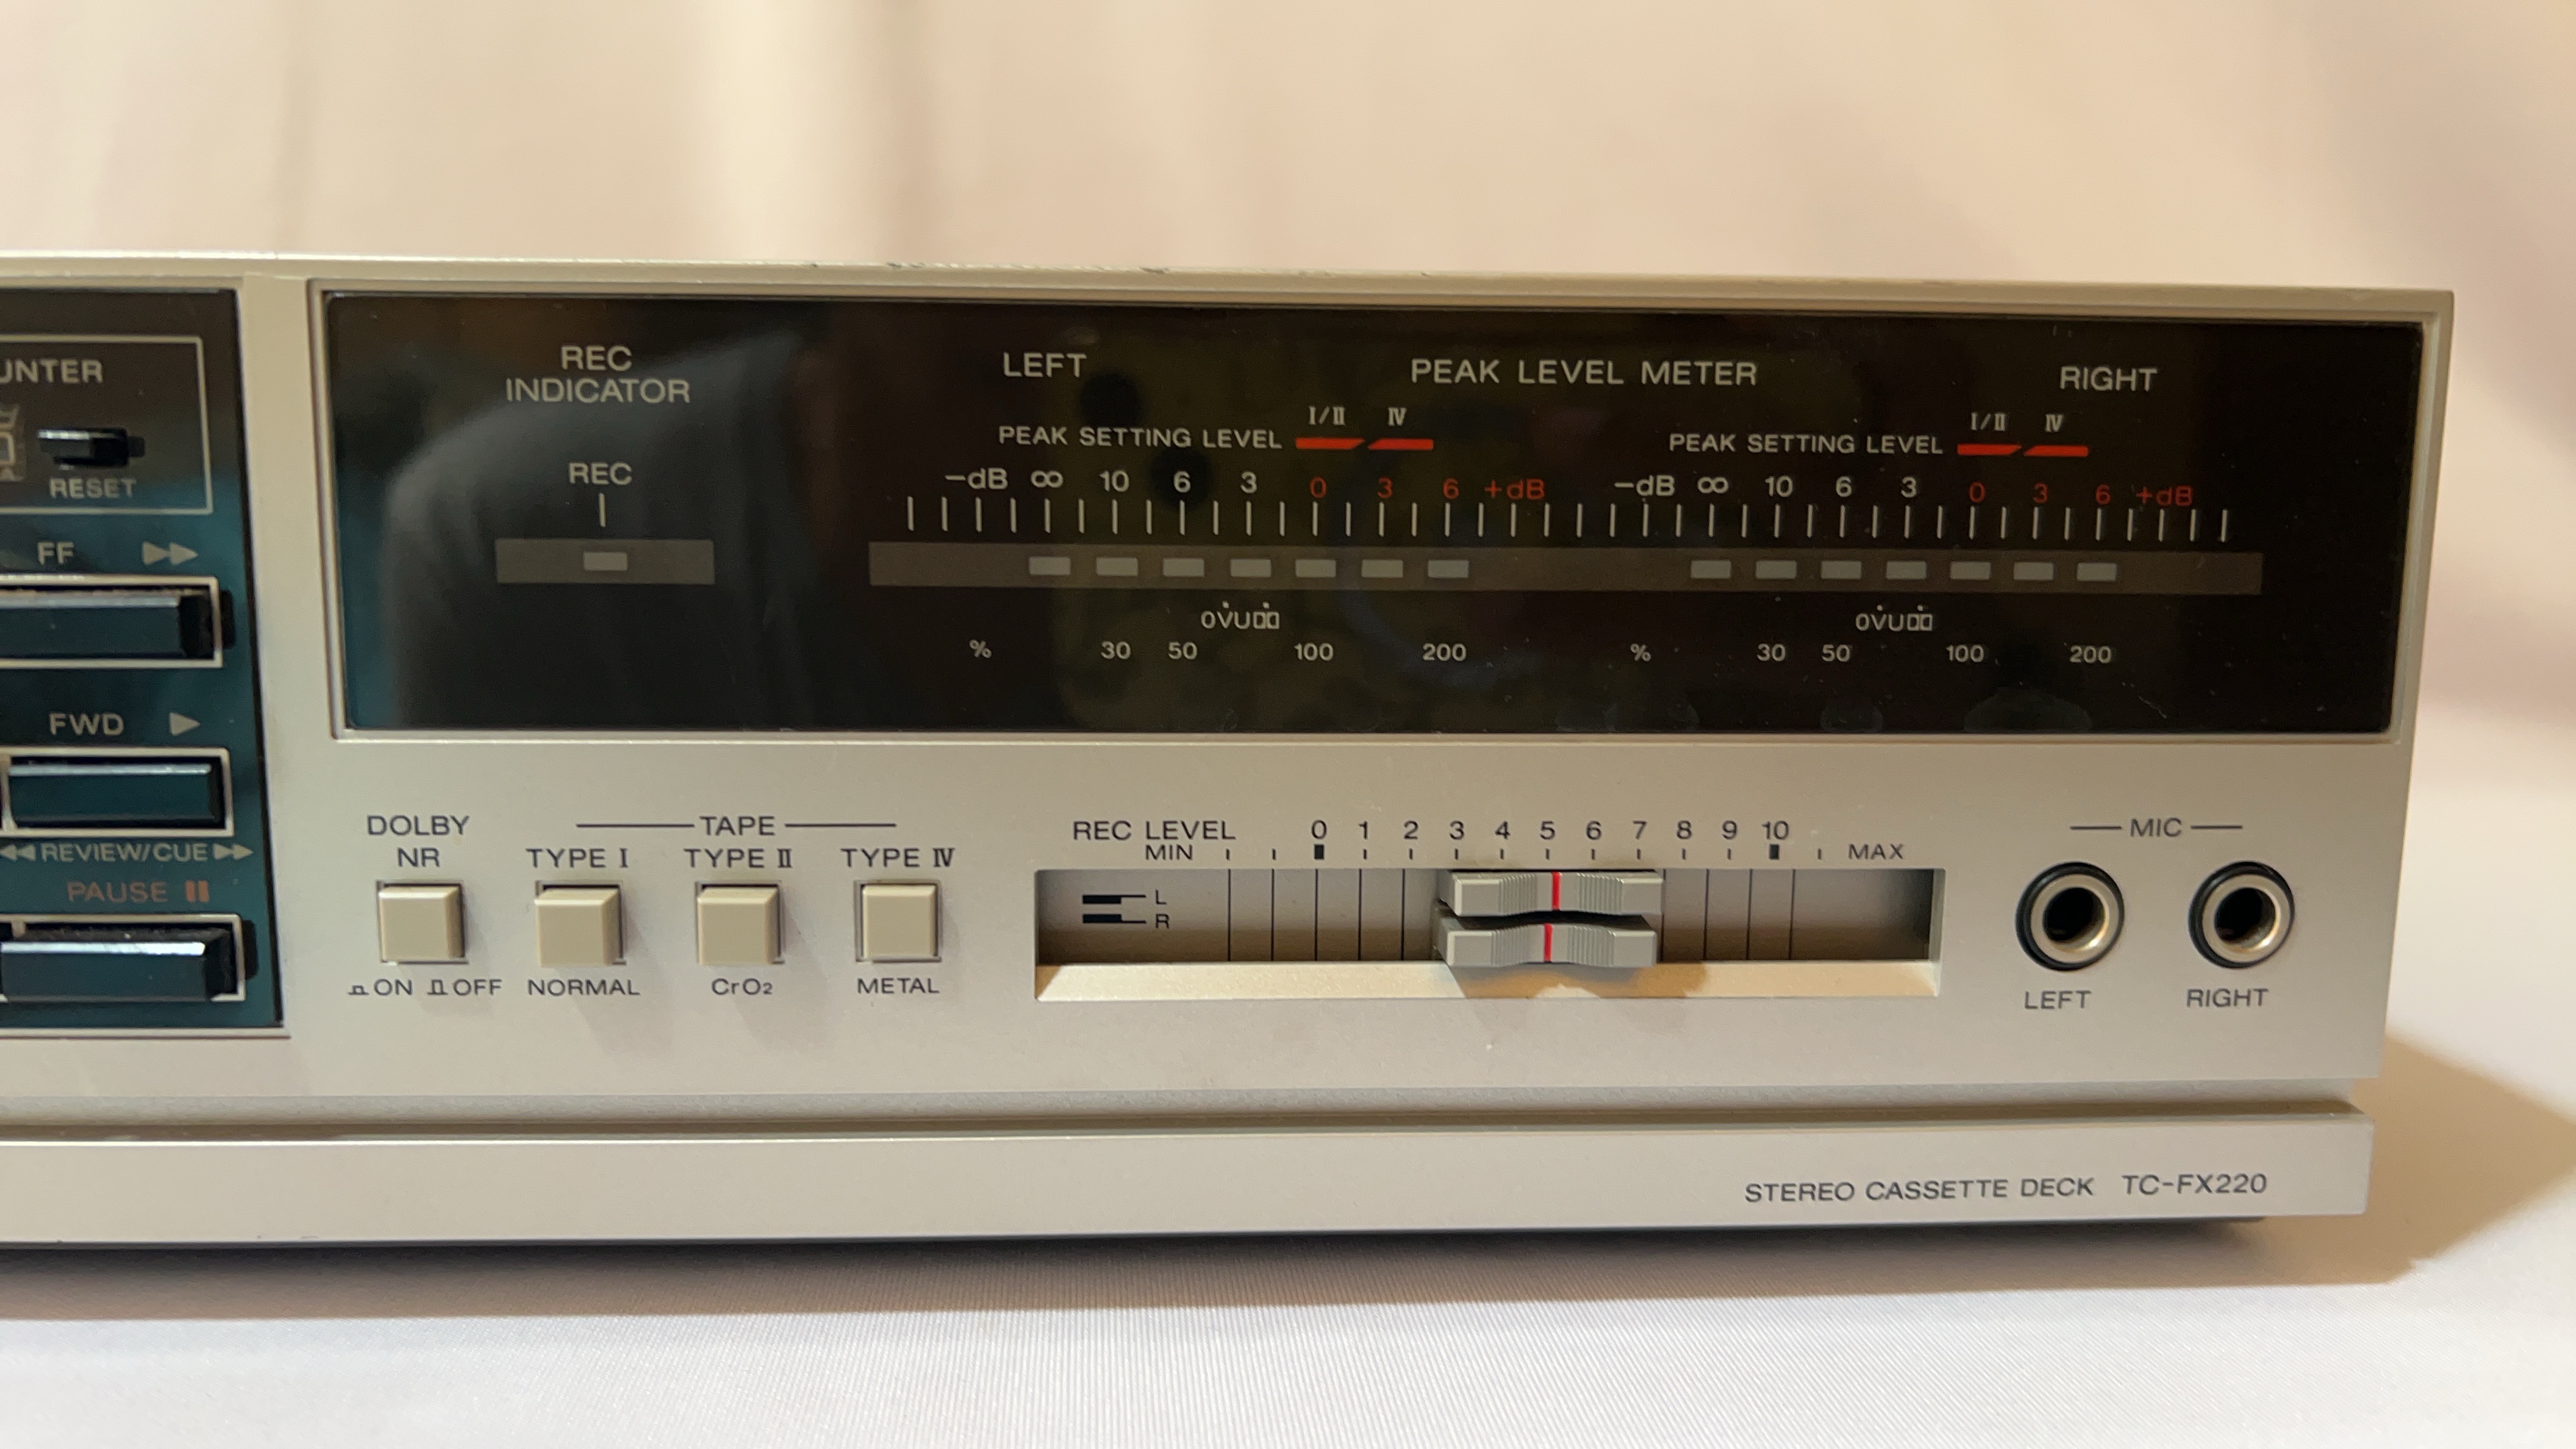 UNTER
RESET
FF
FWD
REVIEW/CUE
PAUSE
REC
INDICATOR
REC
LEFT
PEAK LEVEL METER
RIGHT
I/II IV
PEAK SETTING LEVEL
-dB ∞ 10 6 3 0 3 6 +dB
0VU
% 30 50 100 200
I/II IV
PEAK SETTING LEVEL
-dB ∞ 10 6 3 0 3 6 +dB
0VU
% 30 50 100 200
DOLBY
NR
ON OFF
TAPE
TYPE I TYPE II TYPE IV
NORMAL CrO2 METAL
REC LEVEL 0 1 2 3 4 5 6 7 8 9 10
MIN MAX
L
R
MIC
LEFT RIGHT
STEREO CASSETTE DECK TC-FX220